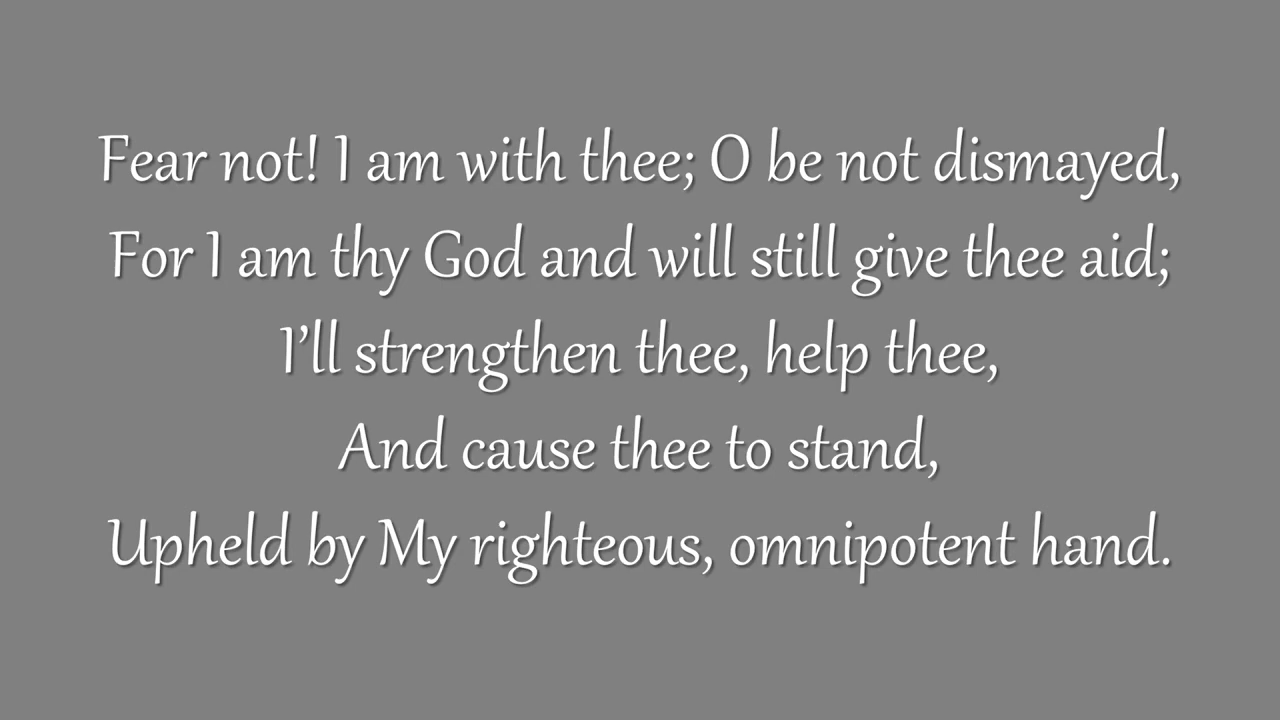 Fear not! I am with thee; O be not dismayed,
For I am thy God and will still give thee aid;
I’ll strengthen thee, help thee,
And cause thee to stand,
Upheld by My righteous, omnipotent hand.